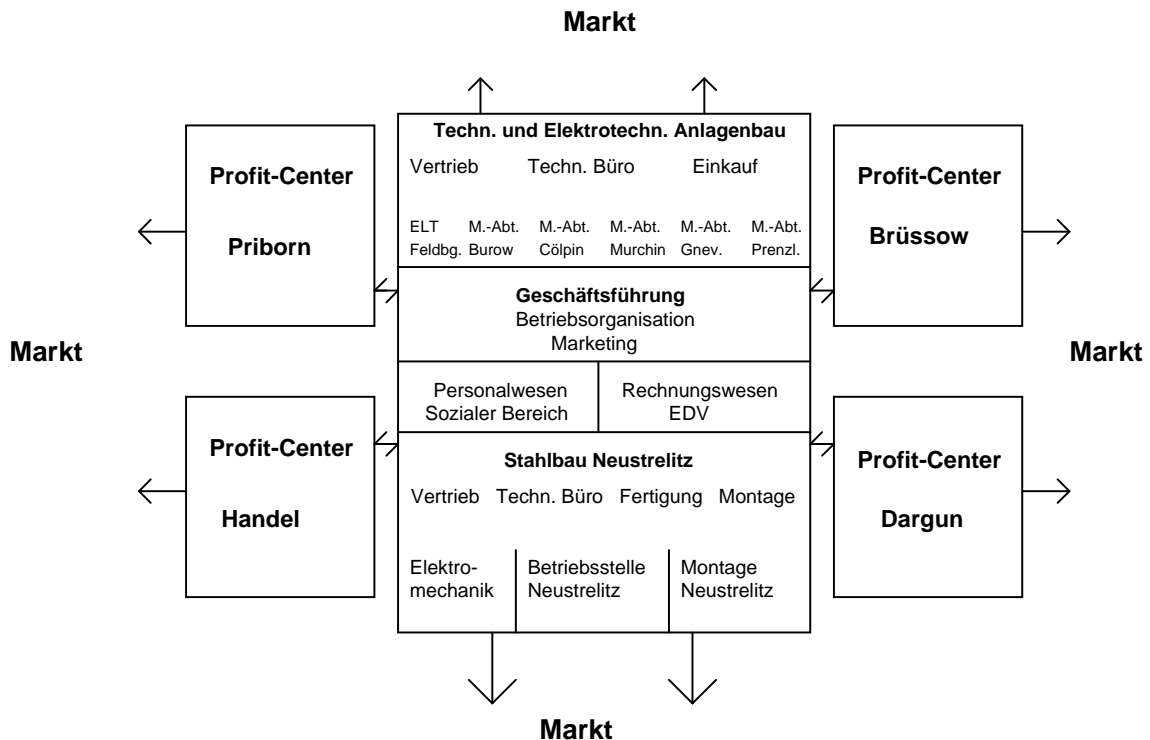 Markt
Techn. und Elektrotechn. Anlagenbau
Vertrieb Techn. Büro Einkauf
ELT M.-Abt. M.-Abt. M.-Abt. M.-Abt. M.-Abt.
Feldbg. Burow Cölpin Murchin Gnev. Prenzl.
Profit-Center
Priborn
Profit-Center
Brüssow
Geschäftsführung
Betriebsorganisation
Marketing
Markt
Markt
Personalwesen
Sozialer Bereich
Rechnungswesen
EDV
Profit-Center
Handel
Profit-Center
Dargun
Stahlbau Neustrelitz
Vertrieb Techn. Büro Fertigung Montage
Elektro-
mechanik
Betriebsstelle
Neustrelitz
Montage
Neustrelitz
Markt